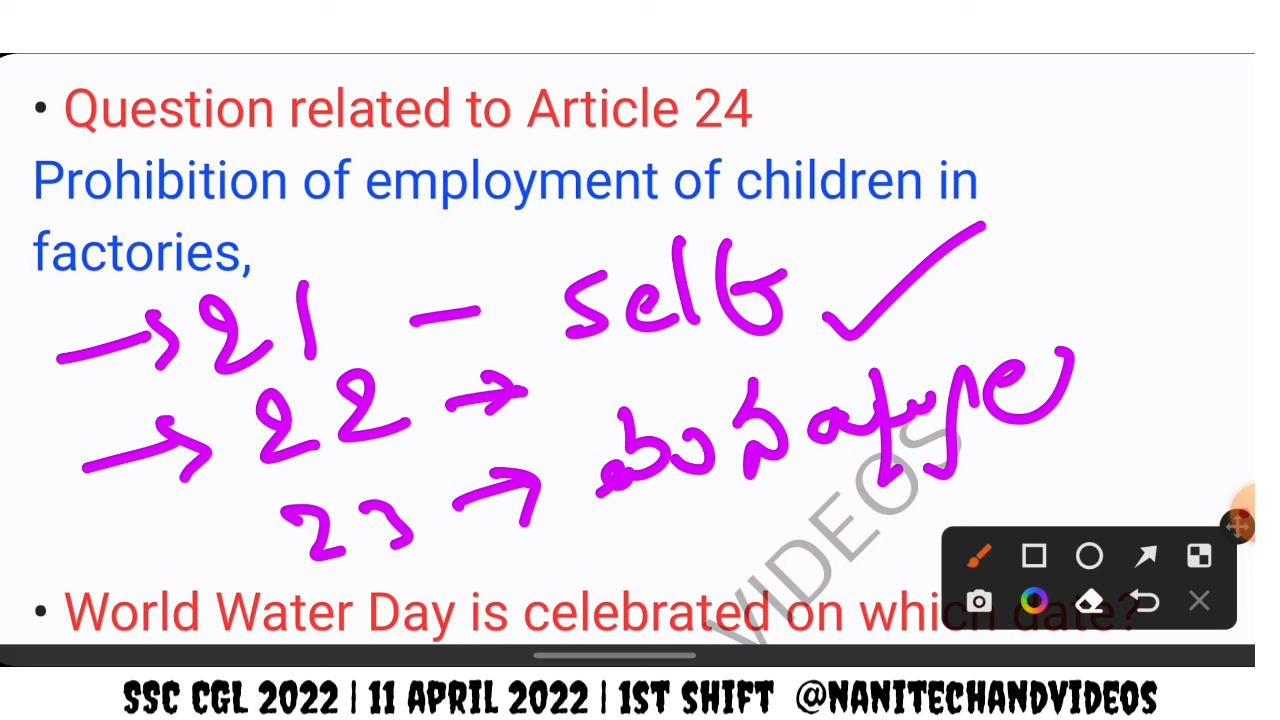 • Question related to Article 24
Prohibition of employment of children in
factories,
→ 21 - self ✓
→ 22 →
23 →
VIDEOS
• World Water Day is celebrated on which date?
SSC CGL 2022 | 11 APRIL 2022 | 1ST SHIFT @NANITECHANDVIDEOS